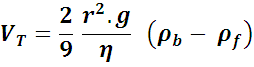 V_T = 2/9 r².g/η (ρ_b − ρ_f)